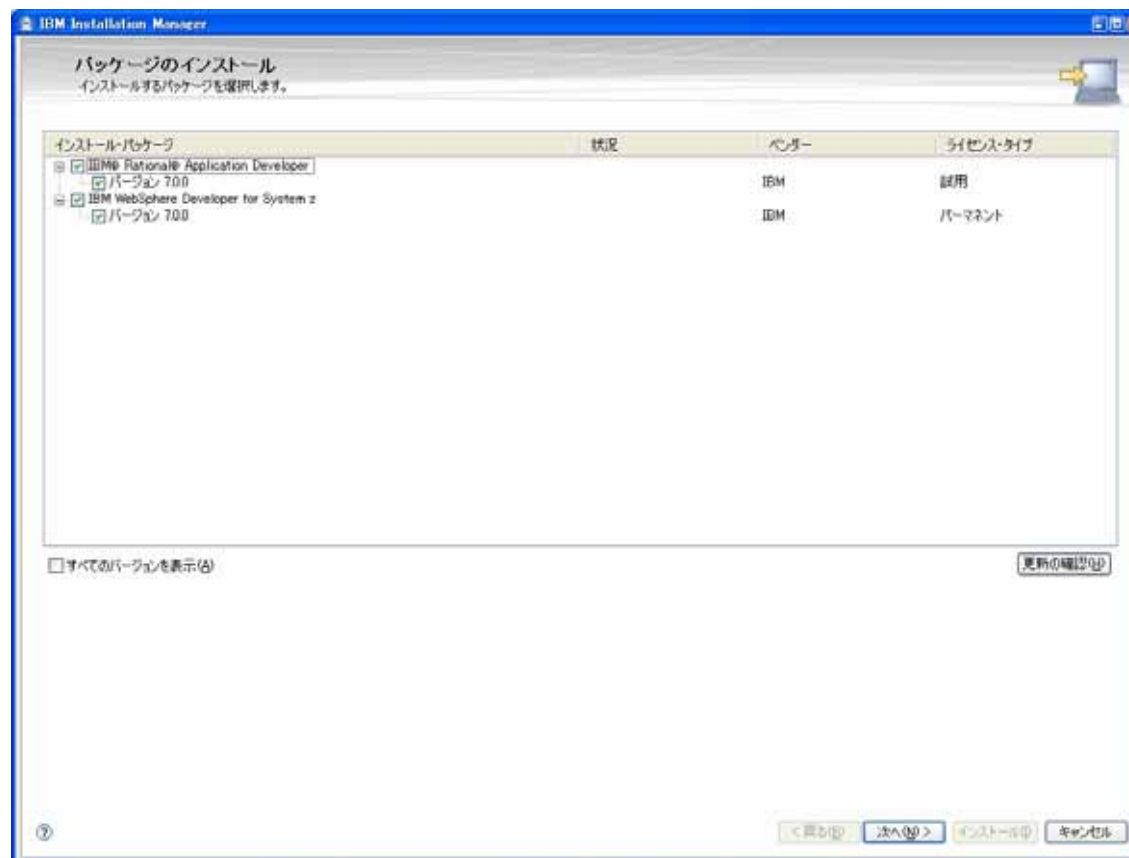 IBM Installation Manager
パッケージのインストール
インストールするパッケージを選択します。
インストール・パッケージ 状況 ベンダー ライセンス・タイプ
IBM® Rational® Application Developer
バージョン 7.0.0 IBM 試用
IBM WebSphere Developer for System z
バージョン 7.0.0 IBM パーマネント
すべてのバージョンを表示(A)
更新の確認(U)
< 戻る(B) 次へ(N) > インストール(I) キャンセル